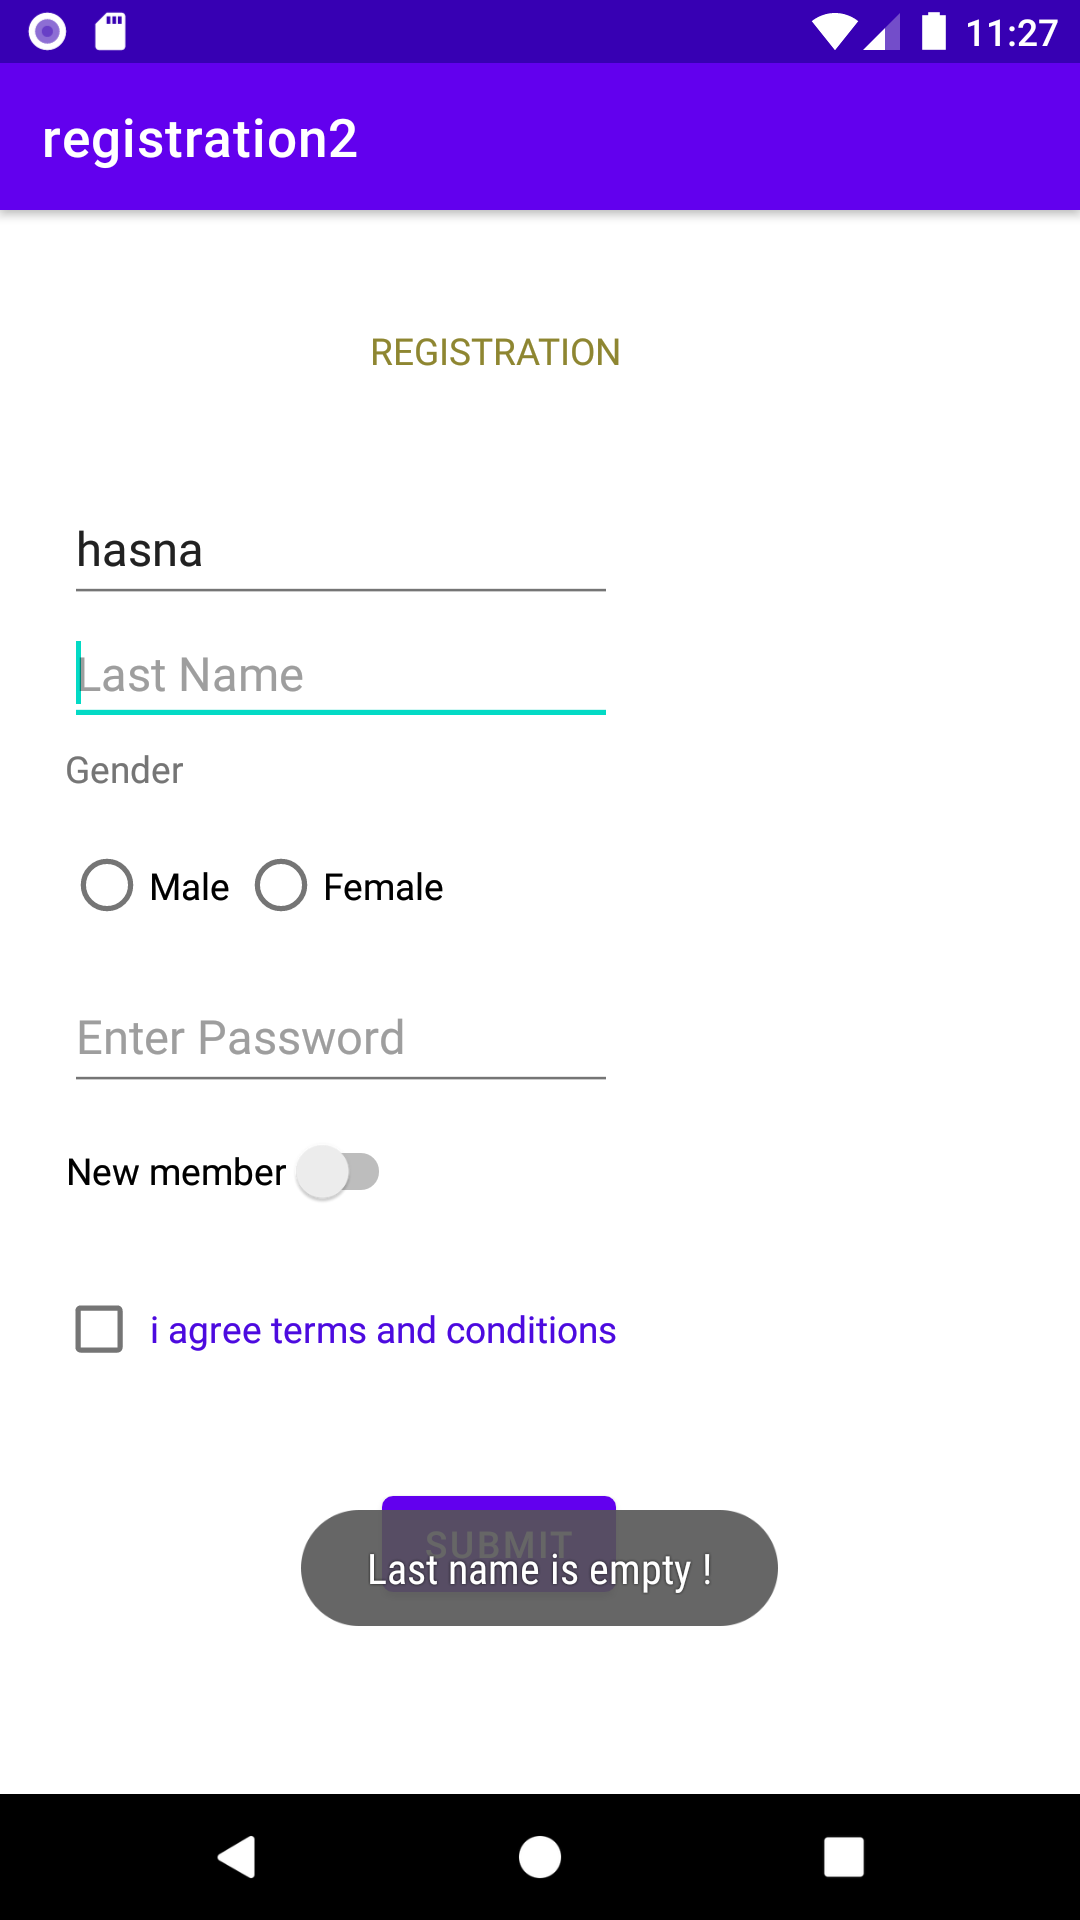 11:27
registration2
REGISTRATION
hasna
Last Name
Gender
Male Female
Enter Password
New member
i agree terms and conditions
SUBMIT
Last name is empty !